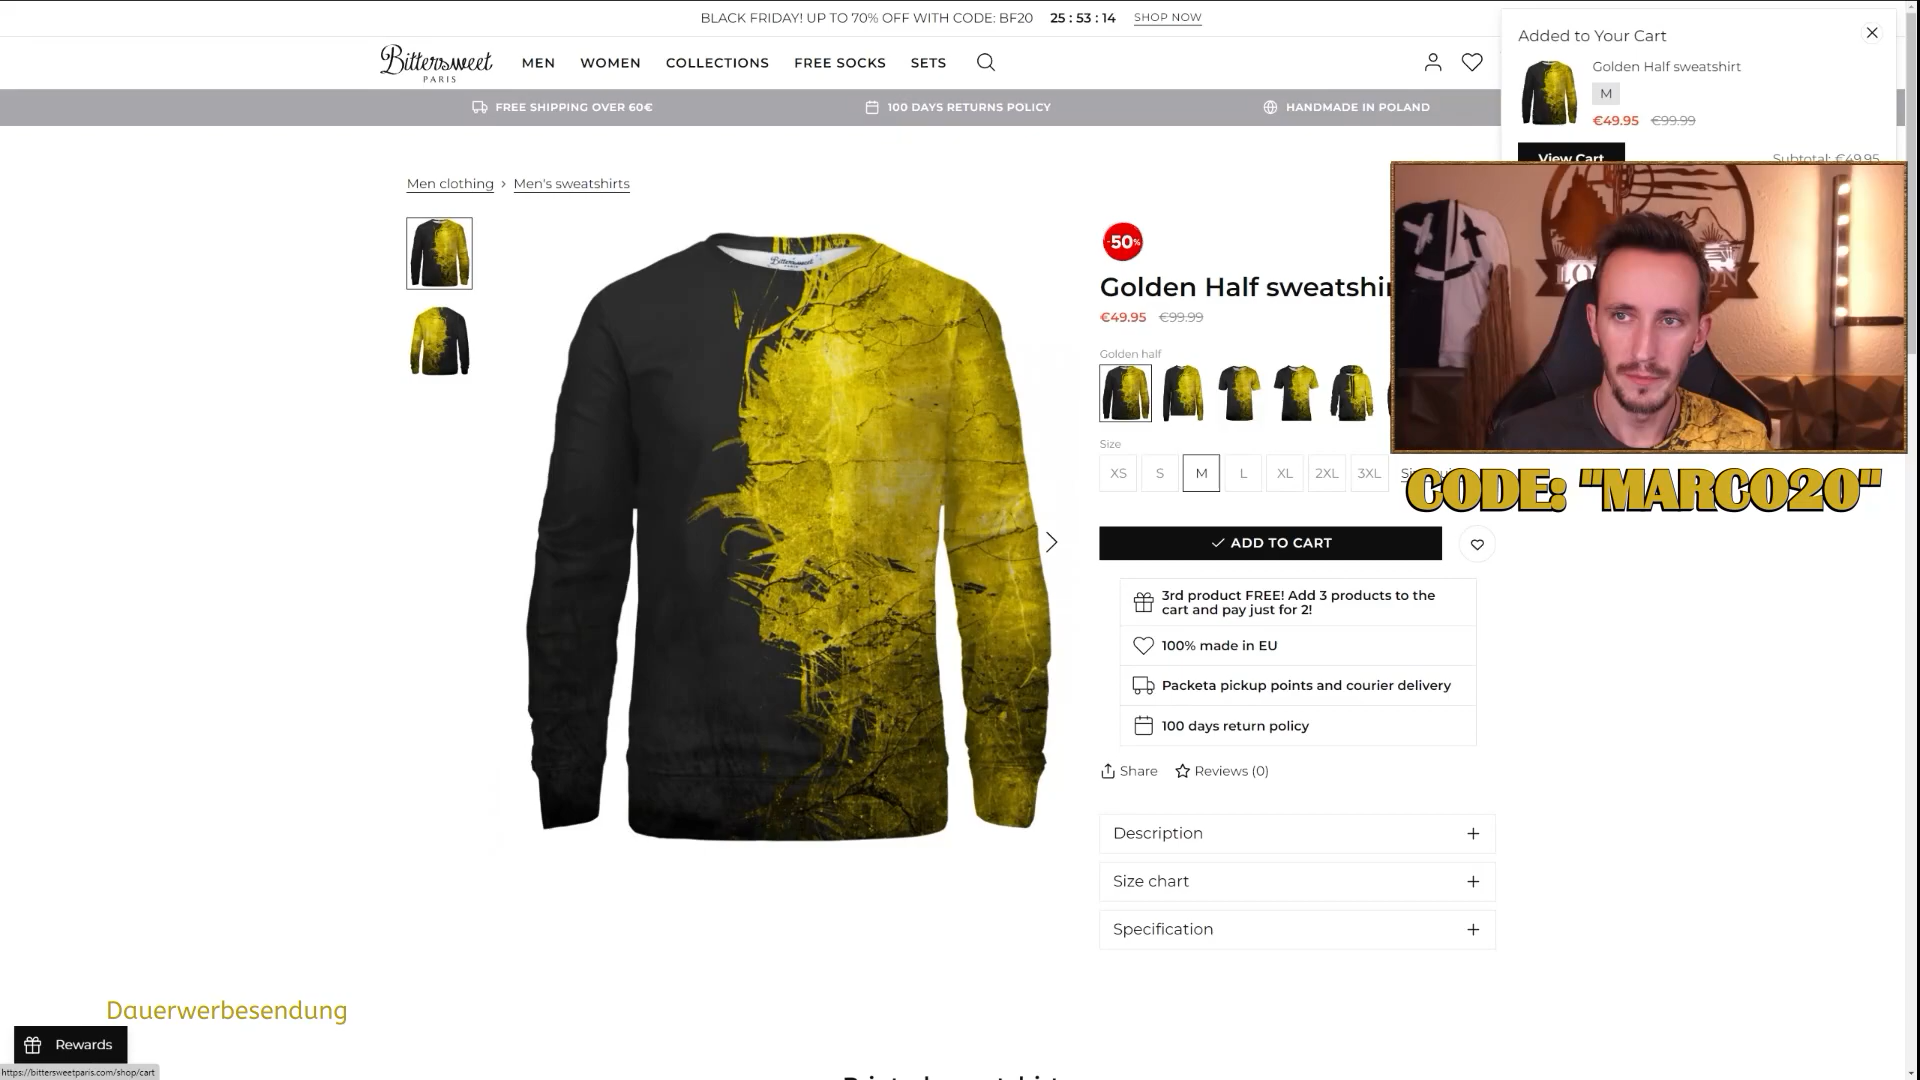 BLACK FRIDAY! UP TO 70% OFF WITH CODE: BF20 25 : 53 : 14 SHOP NOW
Bittersweet
PARIS
MEN WOMEN COLLECTIONS FREE SOCKS SETS
FREE SHIPPING OVER 60€ 100 DAYS RETURNS POLICY HANDMADE IN POLAND
Added to Your Cart
Golden Half sweatshirt
M
€49.95 €99.99
View Cart Subtotal: €49.95
Men clothing > Men's sweatshirts
-50%
Golden Half sweatshir
€49.95 €99.99
Golden half
Size
XS S M L XL 2XL 3XL
CODE: "MARCO20"
ADD TO CART
3rd product FREE! Add 3 products to the
cart and pay just for 2!
100% made in EU
Packeta pickup points and courier delivery
100 days return policy
Share Reviews (0)
Description +
Size chart +
Specification +
Dauerwerbesendung
Rewards
https://bittersweetparis.com/shop/cart